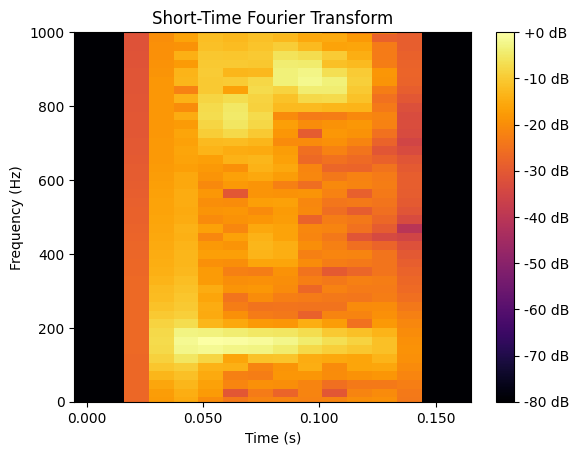 Short-Time Fourier Transform
1000
800
600
400
200
0
Frequency (Hz)
0.000
0.050
0.100
0.150
Time (s)
+0 dB
-10 dB
-20 dB
-30 dB
-40 dB
-50 dB
-60 dB
-70 dB
-80 dB